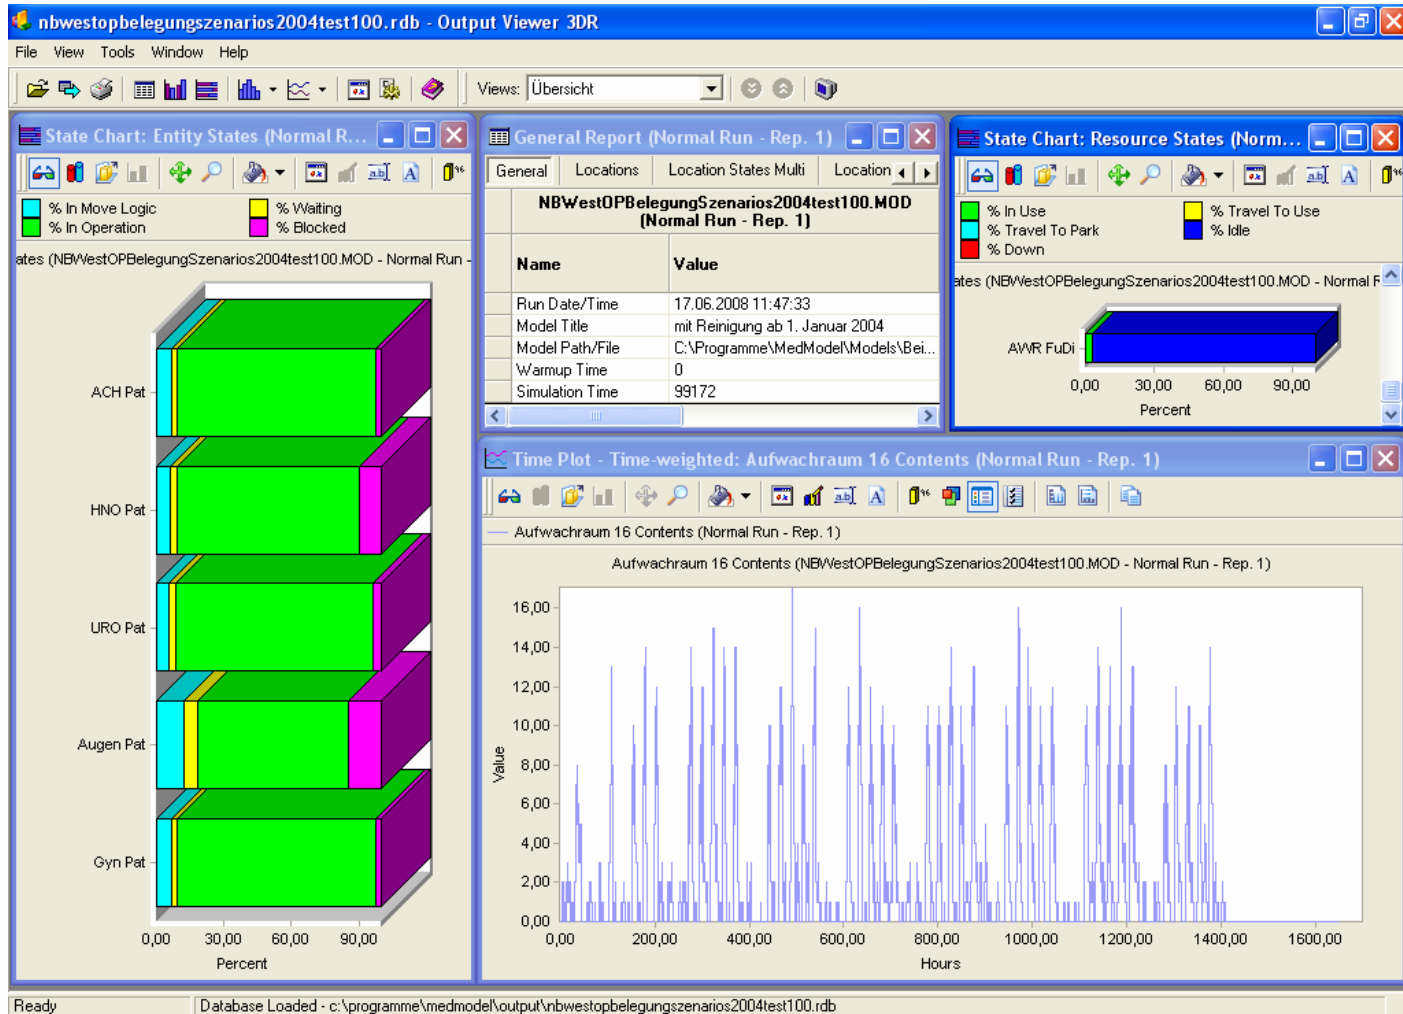 nbwestopbelegungszenarios2004test100.rdb - Output Viewer 3DR
File View Tools Window Help
Views: Übersicht
State Chart: Entity States (Normal R...
% In Move Logic % Waiting
% In Operation % Blocked
ates (NBWestOPBelegungSzenarios2004test100.MOD - Normal Run -
ACH Pat
HNO Pat
URO Pat
Augen Pat
Gyn Pat
0,00 30,00 60,00 90,00
Percent
General Report (Normal Run - Rep. 1)
General Locations Location States Multi Location
NBWestOPBelegungSzenarios2004test100.MOD
(Normal Run - Rep. 1)
Name Value
Run Date/Time 17.06.2008 11:47:33
Model Title mit Reinigung ab 1. Januar 2004
Model Path/File C:\Programme\MedModel\Models\Bei...
Warmup Time 0
Simulation Time 99172
State Chart: Resource States (Norm...
% In Use % Travel To Use
% Travel To Park % Idle
% Down
ates (NBWestOPBelegungSzenarios2004test100.MOD - Normal R
AWR FuDi
0,00 30,00 60,00 90,00
Percent
Time Plot - Time-weighted: Aufwachraum 16 Contents (Normal Run - Rep. 1)
Aufwachraum 16 Contents (Normal Run - Rep. 1)
Aufwachraum 16 Contents (NBWestOPBelegungSzenarios2004test100.MOD - Normal Run - Rep. 1)
16,00
14,00
12,00
10,00
8,00
6,00
4,00
2,00
0,00
Value
0,00 200,00 400,00 600,00 800,00 1000,00 1200,00 1400,00 1600,00
Hours
Ready Database Loaded - c:\programme\medmodel\output\nbwestopbelegungszenarios2004test100.rdb